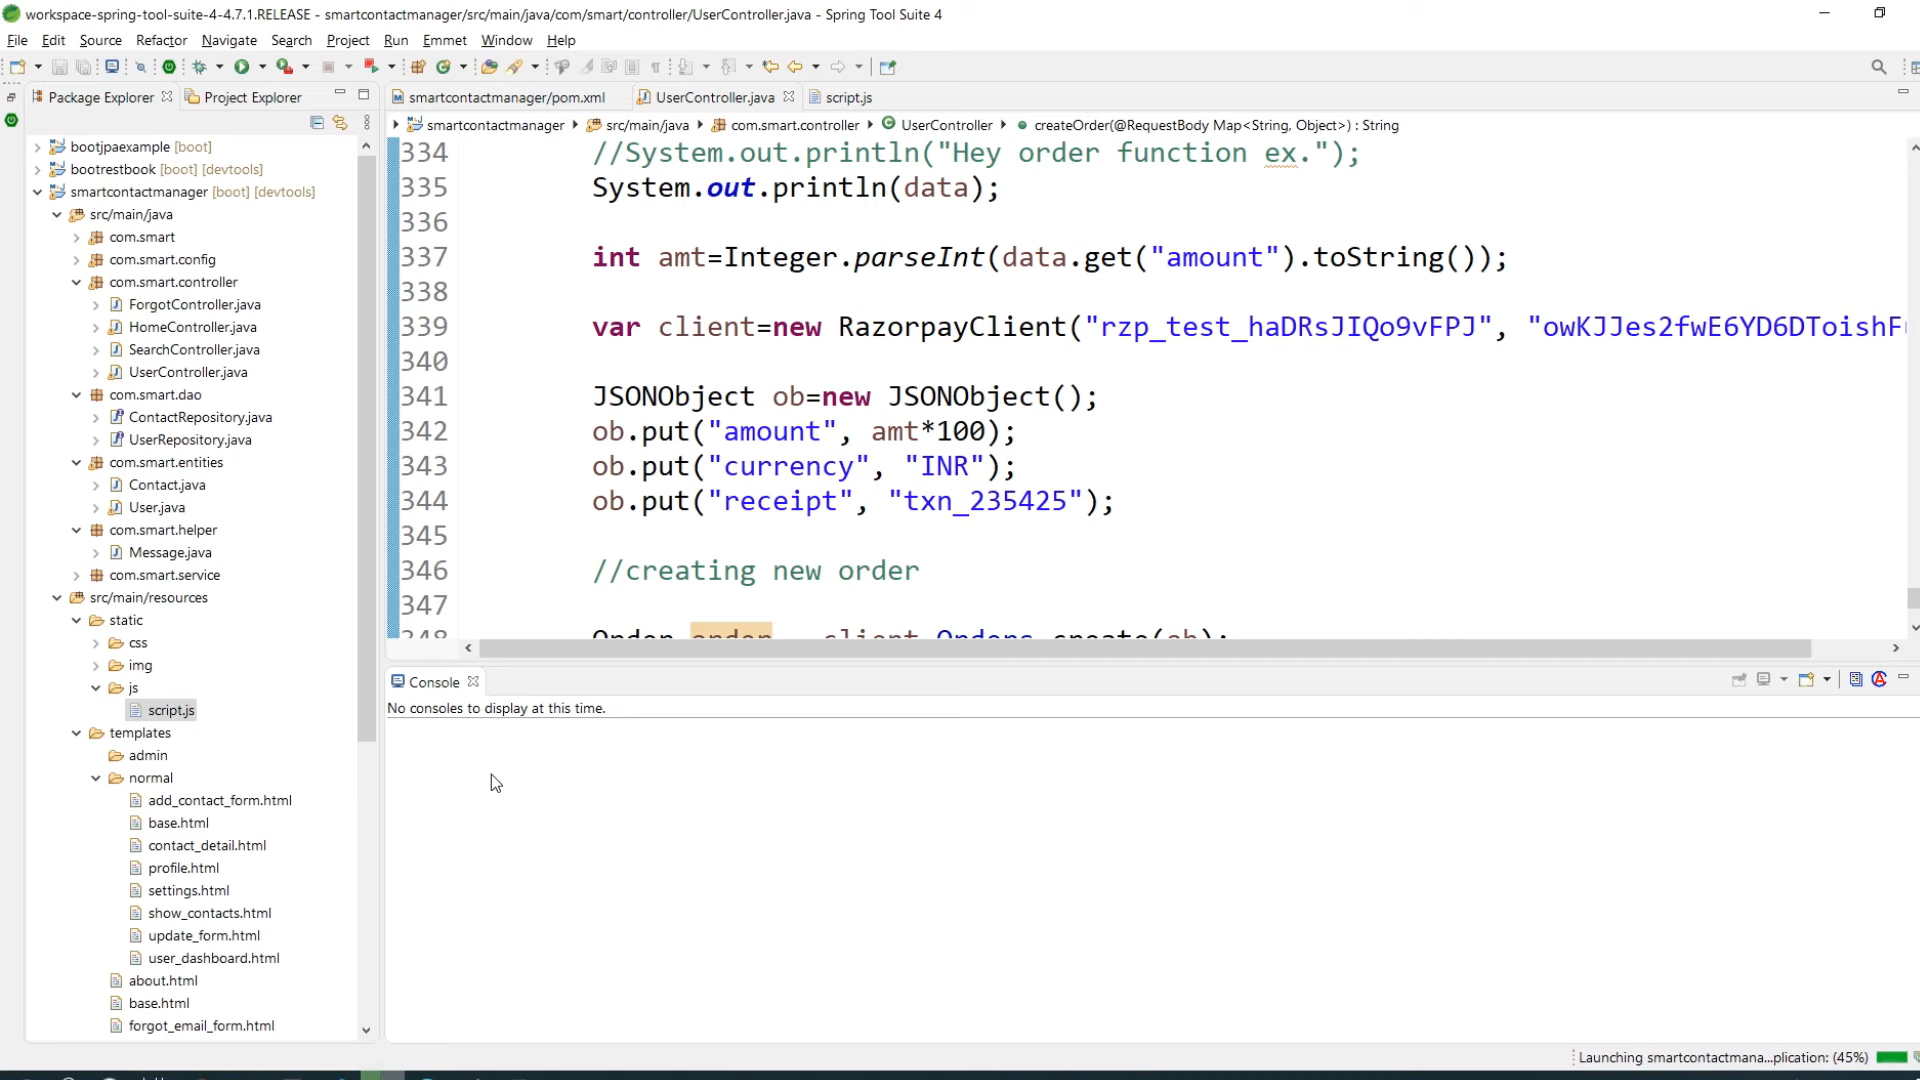 workspace-spring-tool-suite-4-4.7.1.RELEASE - smartcontactmanager/src/main/java/com/smart/controller/UserController.java - Spring Tool Suite 4
File Edit Source Refactor Navigate Search Project Run Emmet Window Help
Package Explorer Project Explorer
smartcontactmanager/pom.xml UserController.java script.js
smartcontactmanager src/main/java com.smart.controller UserController createOrder(@RequestBody Map<String, Object>) : String
bootjpaexample [boot]
bootrestbook [boot] [devtools]
smartcontactmanager [boot] [devtools]
src/main/java
com.smart
com.smart.config
com.smart.controller
ForgotController.java
HomeController.java
SearchController.java
UserController.java
com.smart.dao
ContactRepository.java
UserRepository.java
com.smart.entities
Contact.java
User.java
com.smart.helper
Message.java
com.smart.service
src/main/resources
static
css
img
js
script.js
templates
admin
normal
add_contact_form.html
base.html
contact_detail.html
profile.html
settings.html
show_contacts.html
update_form.html
user_dashboard.html
about.html
base.html
forgot_email_form.html
334 //System.out.println("Hey order function ex.");
335 System.out.println(data);
336
337 int amt=Integer.parseInt(data.get("amount").toString());
338
339 var client=new RazorpayClient("rzp_test_haDRsJIQo9vFPJ", "owKJJes2fwE6YD6DToishF
340
341 JSONObject ob=new JSONObject();
342 ob.put("amount", amt*100);
343 ob.put("currency", "INR");
344 ob.put("receipt", "txn_235425");
345
346 //creating new order
347
348 Order order = client.Orders.create(ob);
Console
No consoles to display at this time.
Launching smartcontactmana...plication: (45%)